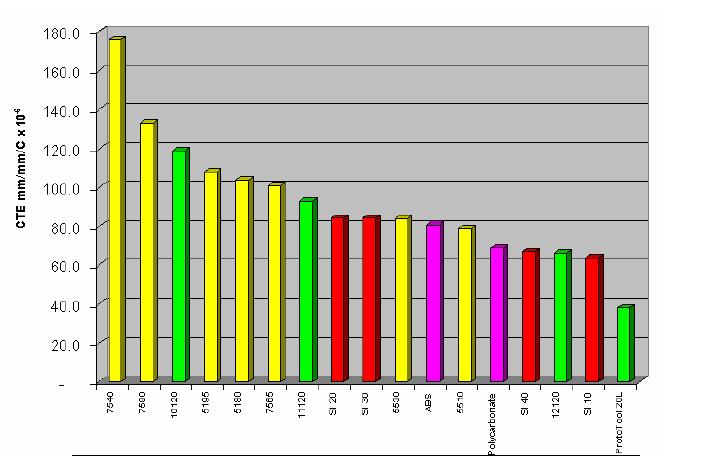 CTE mm/mm/C x 10-6
180.0
160.0
140.0
120.0
100.0
80.0
60.0
40.0
20.0
-
7540
7560
10120
5195
5180
7565
11120
SI 20
SI 30
5530
ABS
5510
Polycarbonate
SI 40
12120
SI 10
ProtoTool 20L